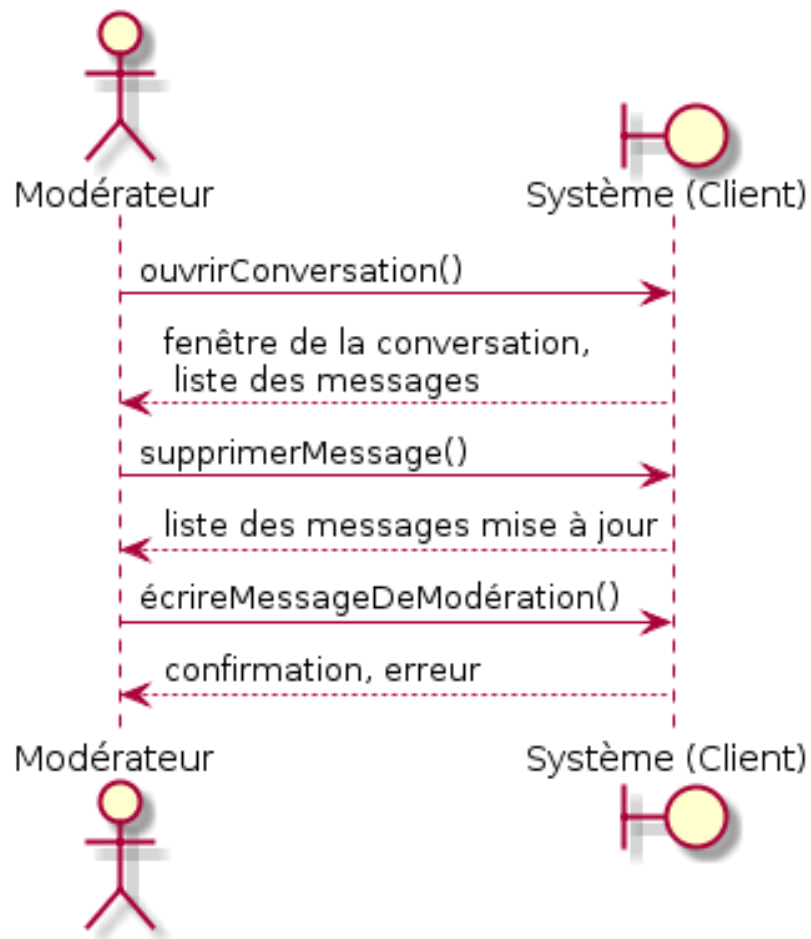 Modérateur
Système (Client)
ouvrirConversation()
fenêtre de la conversation,
liste des messages
supprimerMessage()
liste des messages mise à jour
écrireMessageDeModération()
confirmation, erreur
Modérateur
Système (Client)